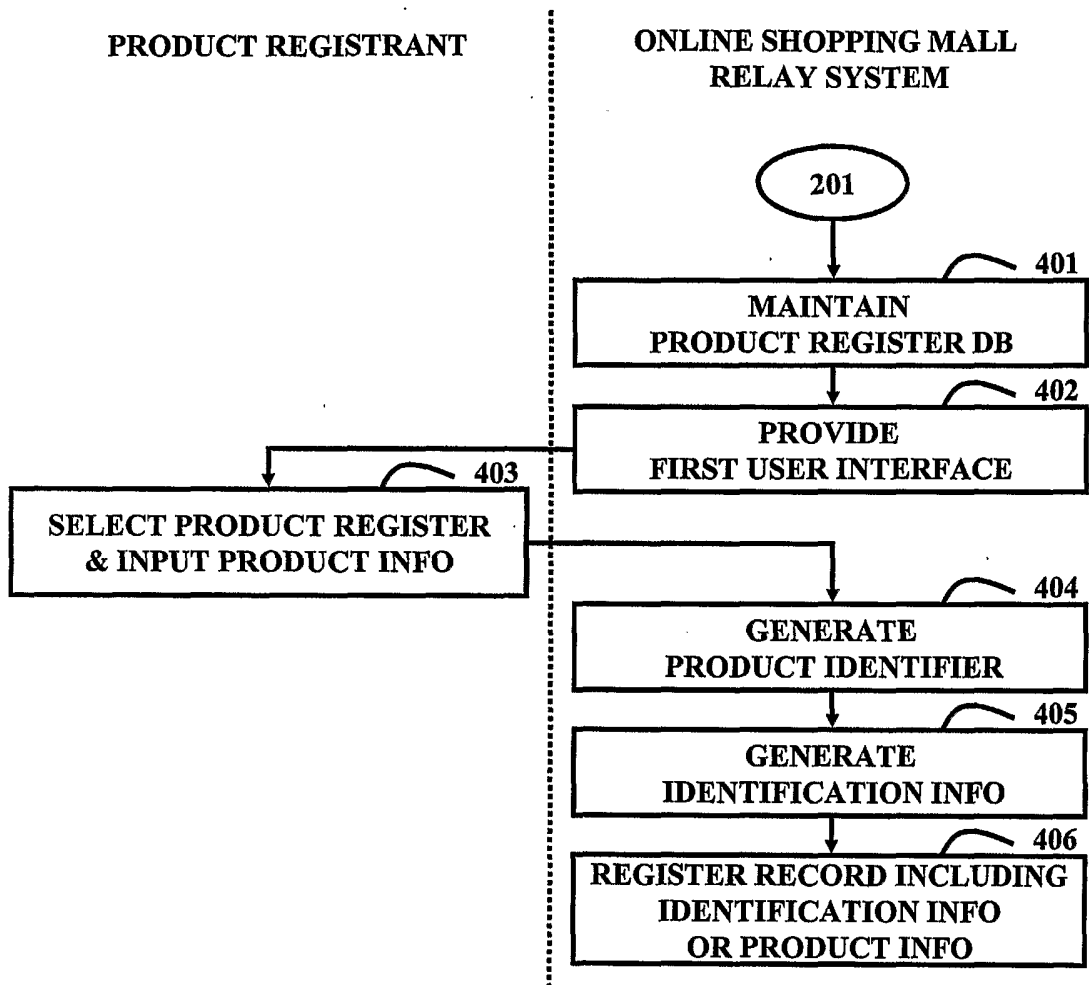 PRODUCT REGISTRANT
ONLINE SHOPPING MALL
RELAY SYSTEM
201
401
MAINTAIN
PRODUCT REGISTER DB
402
PROVIDE
FIRST USER INTERFACE
403
SELECT PRODUCT REGISTER
& INPUT PRODUCT INFO
404
GENERATE
PRODUCT IDENTIFIER
405
GENERATE
IDENTIFICATION INFO
406
REGISTER RECORD INCLUDING
IDENTIFICATION INFO
OR PRODUCT INFO